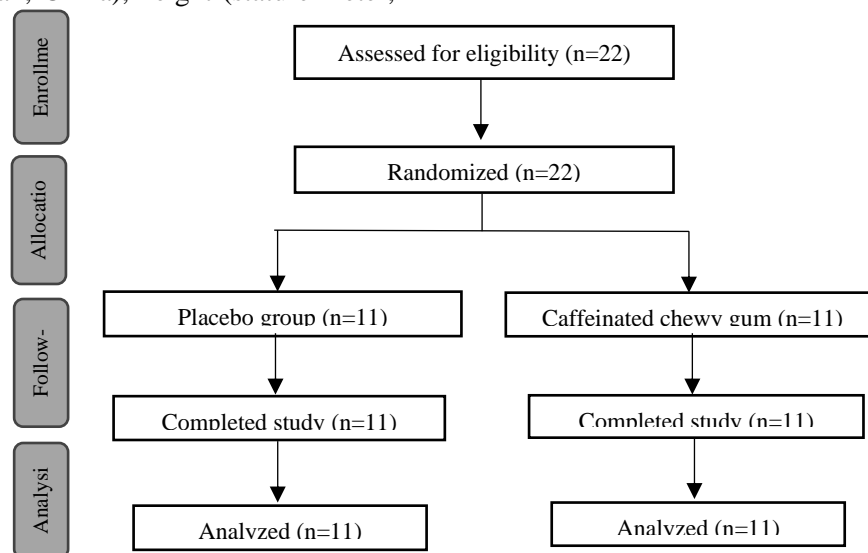 Assessed for eligibility (n=22)
Enrollme
Randomized (n=22)
Allocatio
Placebo group (n=11)
Caffeinated chewy gum (n=11)
Follow-
Completed study (n=11)
Completed study (n=11)
Analysi
Analyzed (n=11)
Analyzed (n=11)